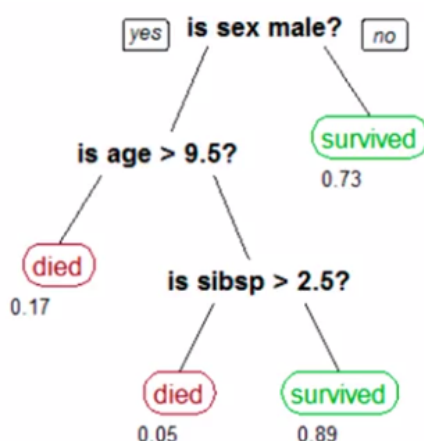 yes is sex male? no
survived
0.73
is age > 9.5?
died
0.17
is sibsp > 2.5?
died
0.05
survived
0.89